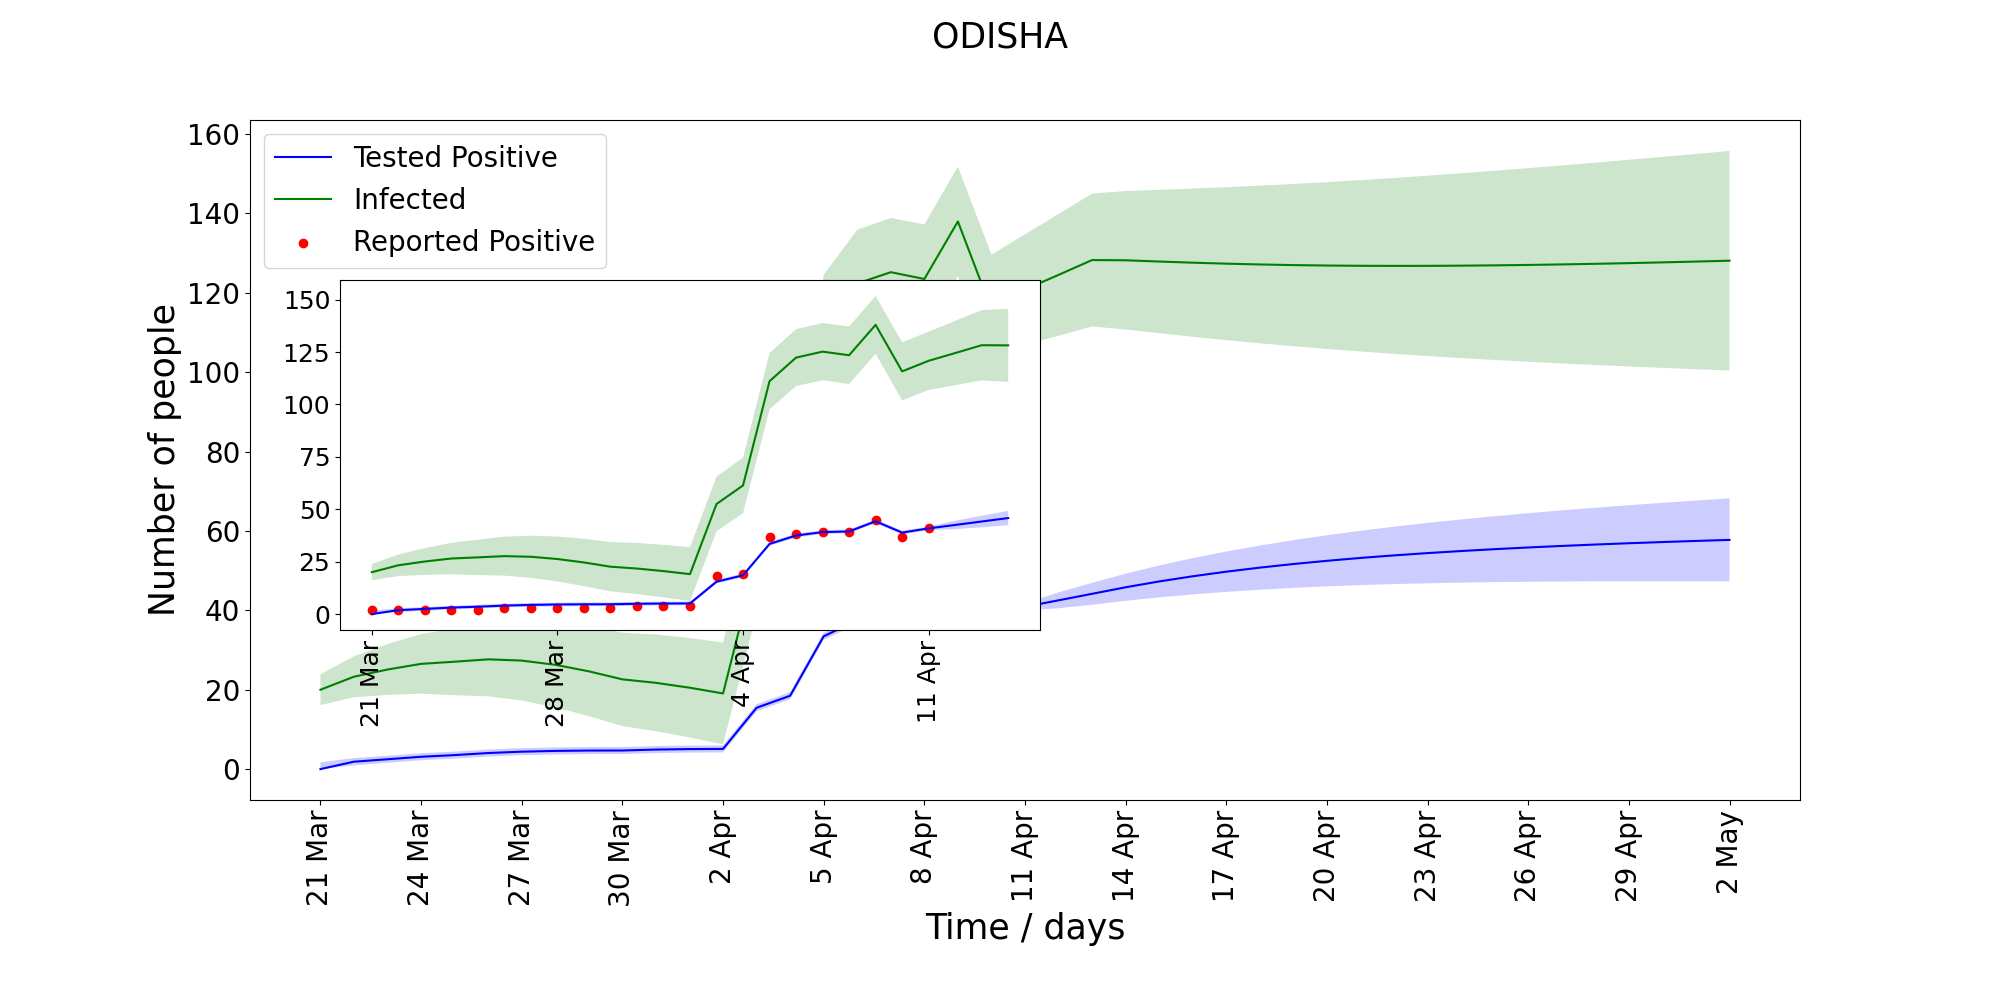 ODISHA
Tested Positive
Infected
Reported Positive
Number of people
160
140
120
100
80
60
40
20
0
150
125
100
75
50
25
0
21 Mar
28 Mar
4 Apr
11 Apr
21 Mar
24 Mar
27 Mar
30 Mar
2 Apr
5 Apr
8 Apr
11 Apr
14 Apr
17 Apr
20 Apr
23 Apr
26 Apr
29 Apr
2 May
Time / days